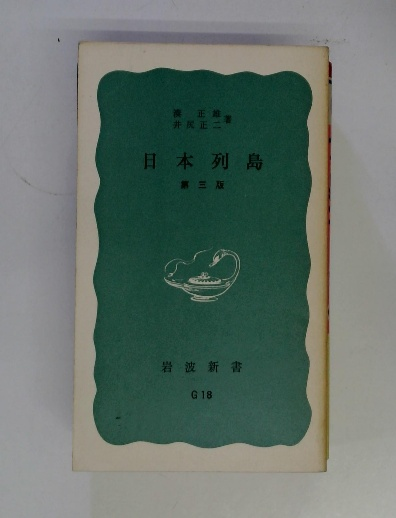 湊正雄
井尻正二 著
日本列島
第三版
岩波新書
G18